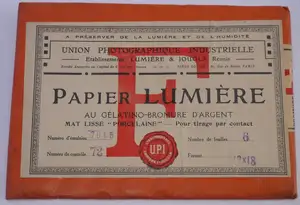 A PRÉSERVER DE LA LUMIÈRE ET DE L'HUMIDITÉ
UNION PHOTOGRAPHIQUE INDUSTRIELLE
Établissements LUMIÈRE & JOUGLA Réunis
PAPIER LUMIÈRE
AU GÉLATINO-BROMURE D'ARGENT
MAT LISSE "PORCELAINE" — Pour tirage par contact
Numéro d'émulsion
Nombre de feuilles 6
Numéro de contrôle 72
Format 13x18
UPI